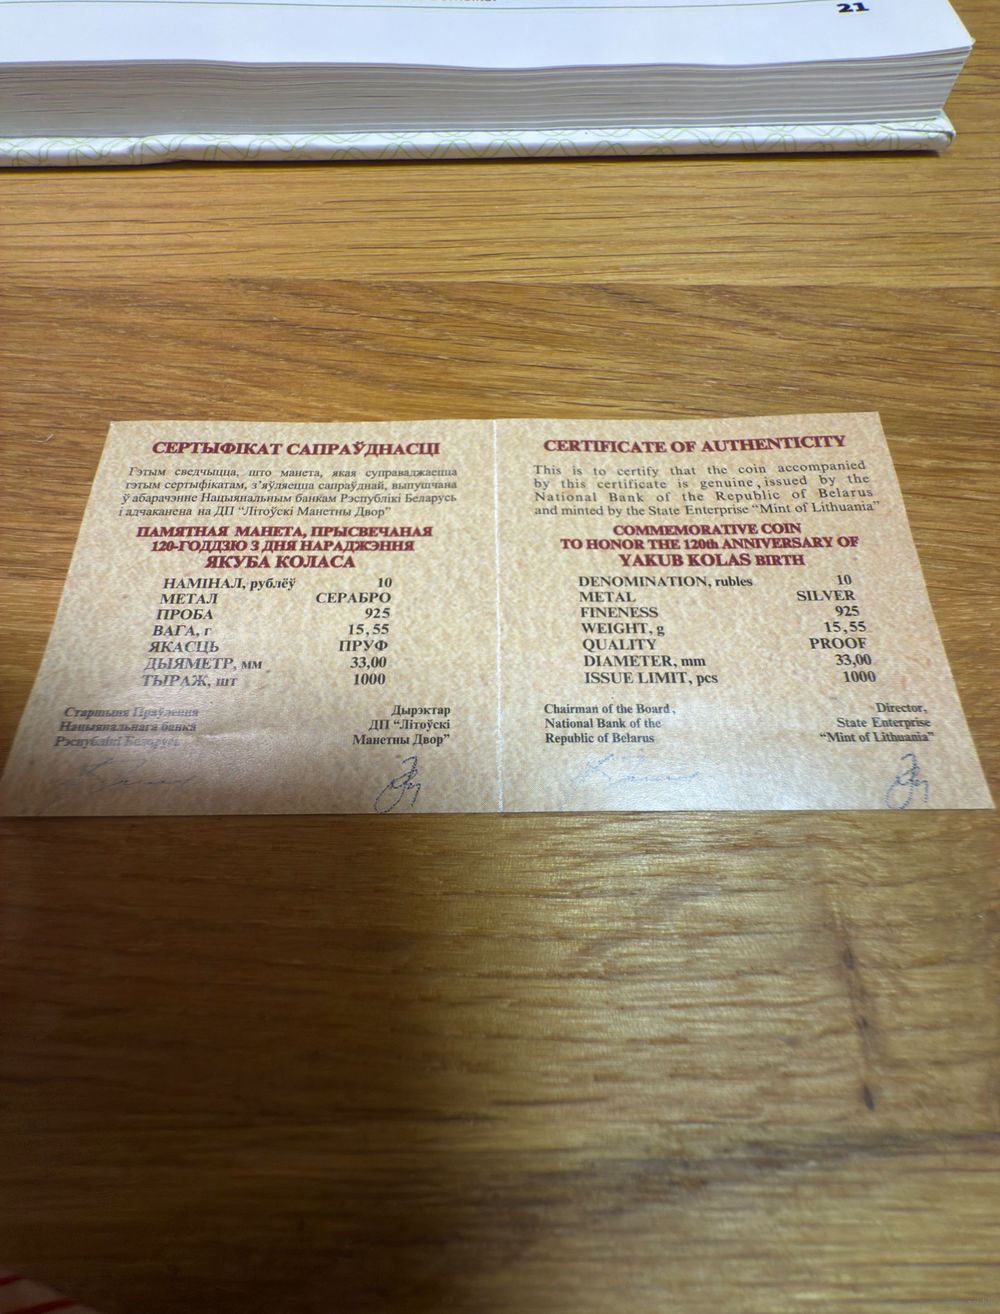 21
СЕРТЫФІКАТ САПРАЎДНАСЦІ
Гэтым сведчыцца, што манета, якая суправаджаецца
гэтым сертыфікатам, з'яўляецца сапраўднай, выпушчана
ў абарачэнне Нацыянальным банкам Рэспублікі Беларусь
і адчаканена на ДП "Літоўскі Манетны Двор"
ПАМЯТНАЯ МАНЕТА, ПРЫСВЕЧАНАЯ
120-ГОДДЗЮ З ДНЯ НАРАДЖЭННЯ
ЯКУБА КОЛАСА
НАМІНАЛ, рублёў 10
МЕТАЛ СЕРАБРО
ПРОБА 925
ВАГА, г 15,55
ЯКАСЦЬ ПРУФ
ДЫЯМЕТР, мм 33,00
ТЫРАЖ, шт 1000
Старшыня Праўлення
Нацыянальнага банка
Рэспублікі Беларусь
Дырэктар
ДП "Літоўскі
Манетны Двор"
CERTIFICATE OF AUTHENTICITY
This is to certify that the coin accompanied
by this certificate is genuine , issued by the
National Bank of the Republic of Belarus
and minted by the State Enterprise "Mint of Lithuania"
COMMEMORATIVE COIN
TO HONOR THE 120th ANNIVERSARY OF
YAKUB KOLAS BIRTH
DENOMINATION, rubles 10
METAL SILVER
FINENESS 925
WEIGHT, g 15,55
QUALITY PROOF
DIAMETER, mm 33,00
ISSUE LIMIT, pcs 1000
Chairman of the Board ,
National Bank of the
Republic of Belarus
Director,
State Enterprise
"Mint of Lithuania"